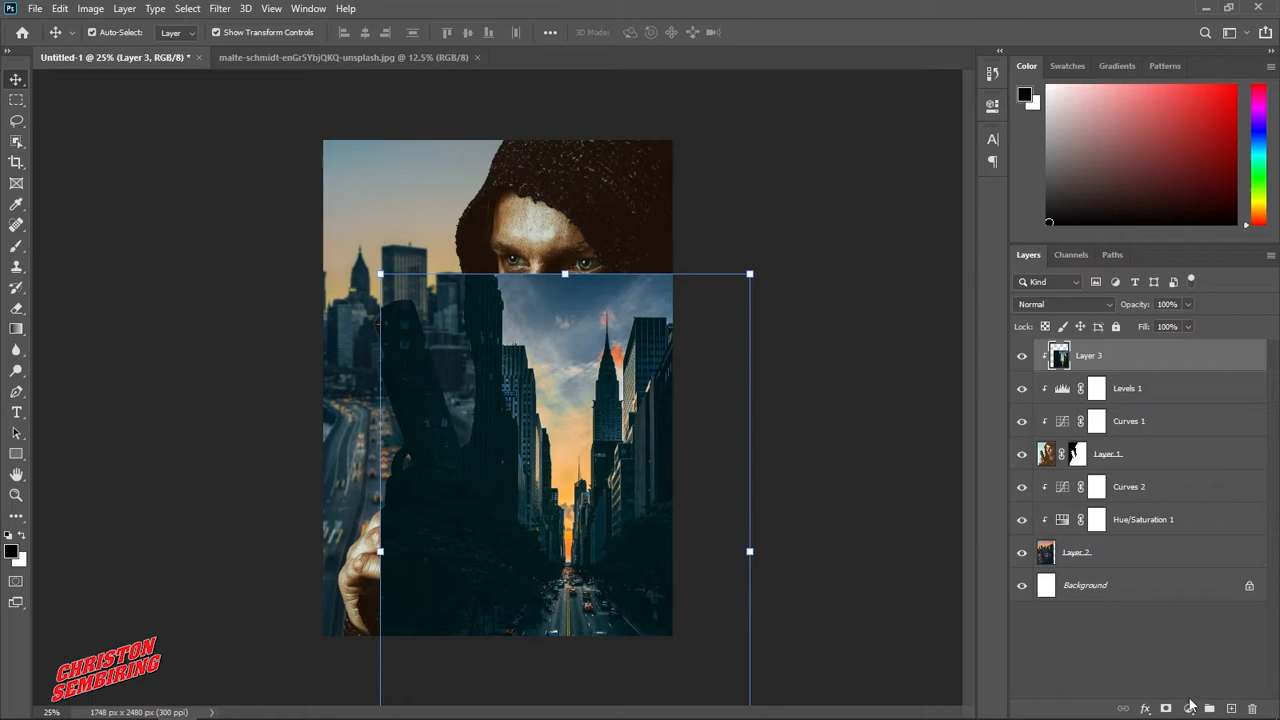 Ps File Edit Image Layer Type Select Filter 3D View Window Help
Auto-Select: Layer Show Transform Controls 3D Mode:
Untitled-1 @ 25% (Layer 3, RGB/8) * × malte-schmidt-enGr5YbjQKQ-unsplash.jpg @ 12.5% (RGB/8) ×
Color Swatches Gradients Patterns
Layers Channels Paths
Kind
Normal Opacity: 100%
Lock: Fill: 100%
Layer 3
Levels 1
Curves 1
Layer 1
Curves 2
Hue/Saturation 1
Layer 2
Background
CHRISTON
SEMBIRING
25% 1748 px x 2480 px (300 ppi)